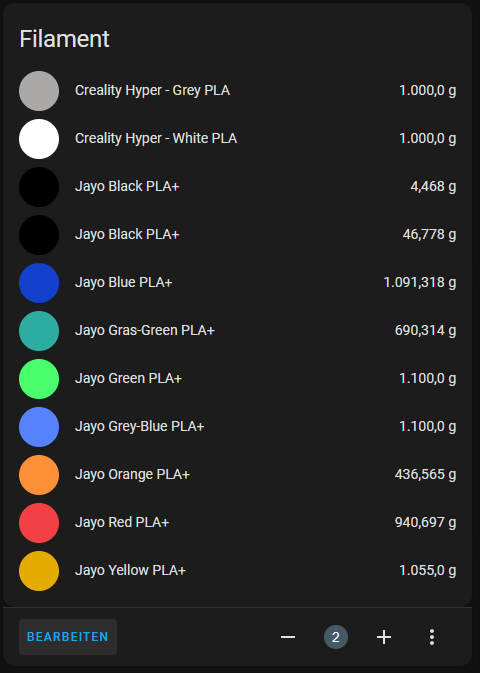 Filament
Creality Hyper - Grey PLA 1.000,0 g
Creality Hyper - White PLA 1.000,0 g
Jayo Black PLA+ 4,468 g
Jayo Black PLA+ 46,778 g
Jayo Blue PLA+ 1.091,318 g
Jayo Gras-Green PLA+ 690,314 g
Jayo Green PLA+ 1.100,0 g
Jayo Grey-Blue PLA+ 1.100,0 g
Jayo Orange PLA+ 436,565 g
Jayo Red PLA+ 940,697 g
Jayo Yellow PLA+ 1.055,0 g
BEARBEITEN 2